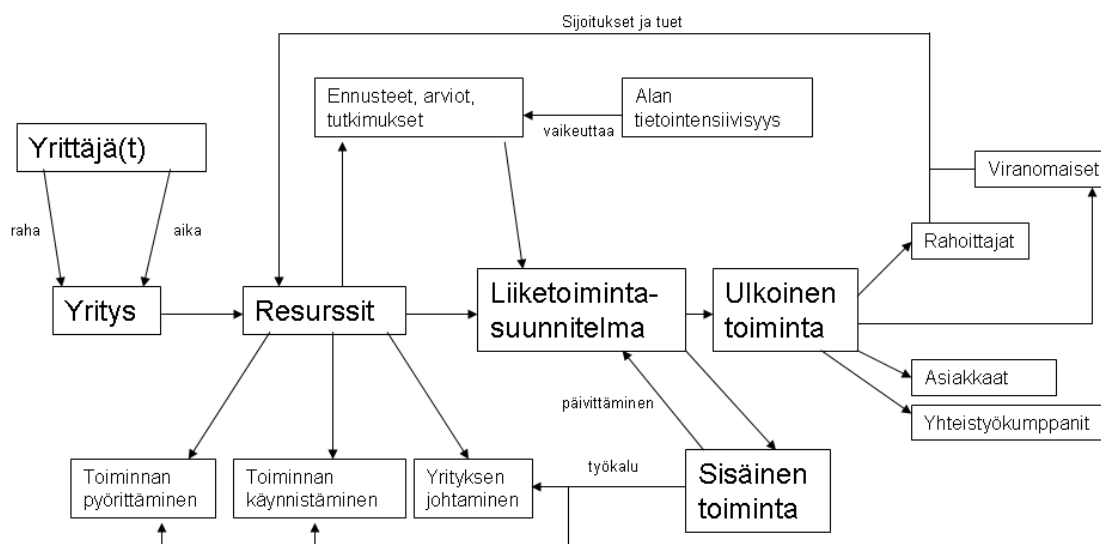 Sijoitukset ja tuet
Ennusteet, arviot,
tutkimukset
Alan
tietointensiivisyys
vaikeuttaa
Yrittäjä(t)
Viranomaiset
raha
aika
Rahoittajat
Yritys
Resurssit
Liiketoiminta-
suunnitelma
Ulkoinen
toiminta
Asiakkaat
päivittäminen
Yhteistyökumppanit
Toiminnan
pyörittäminen
Toiminnan
käynnistäminen
Yrityksen
johtaminen
työkalu
Sisäinen
toiminta